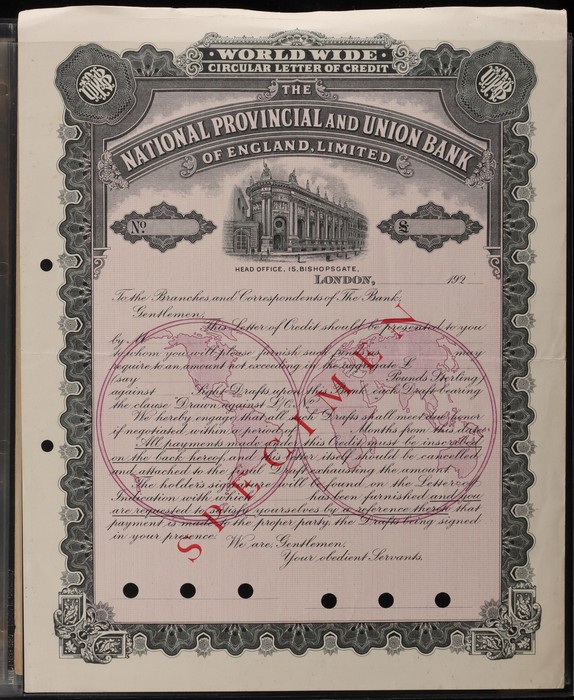 WORLD WIDE
CIRCULAR LETTER OF CREDIT
THE
NATIONAL PROVINCIAL AND UNION BANK
OF ENGLAND, LIMITED
No.
£
HEAD OFFICE, 15, BISHOPSGATE.
LONDON, 192
To the Branches and Correspondents of The Bank,
Gentlemen,
This Letter of Credit should be presented to you
by M
to whom you will please furnish such funds as may
require to an amount not exceeding in the aggregate £
(say Pounds Sterling)
against Sight Drafts upon this Bank, each Draft bearing
the clause Drawn against L/C No.
We hereby engage that all such Drafts shall meet due honor
if negotiated within a period of Months from this date.
All payments made under this Credit must be inscribed
on the back hereof and this letter itself should be cancelled
and attached to the final Draft exhausting the amount
The holders signature will be found on the Letter of
Indication with which has been furnished and you
are requested to satisfy yourselves by a reference thereto that
payment is made to the proper party, the Drafts being signed
in your presence.
We are, Gentlemen,
Your obedient Servants.
SPECIMEN